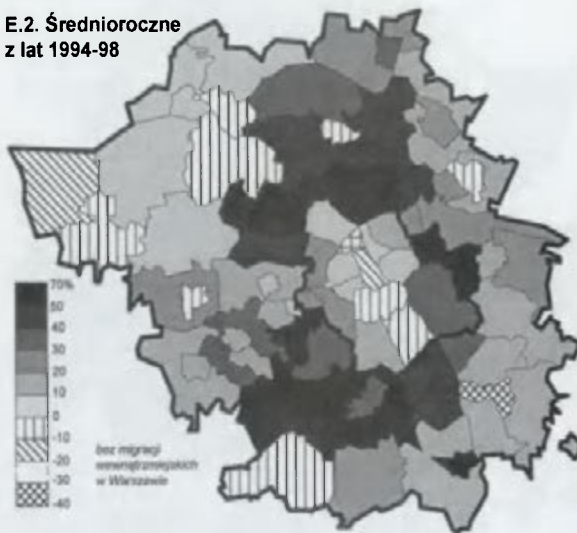 E.2. Średnioroczne
z lat 1994-98
70%
50
40
30
20
10
0
-10
-20
-30
-40
bez migracji
wewnątrzmiejskich
w Warszawie